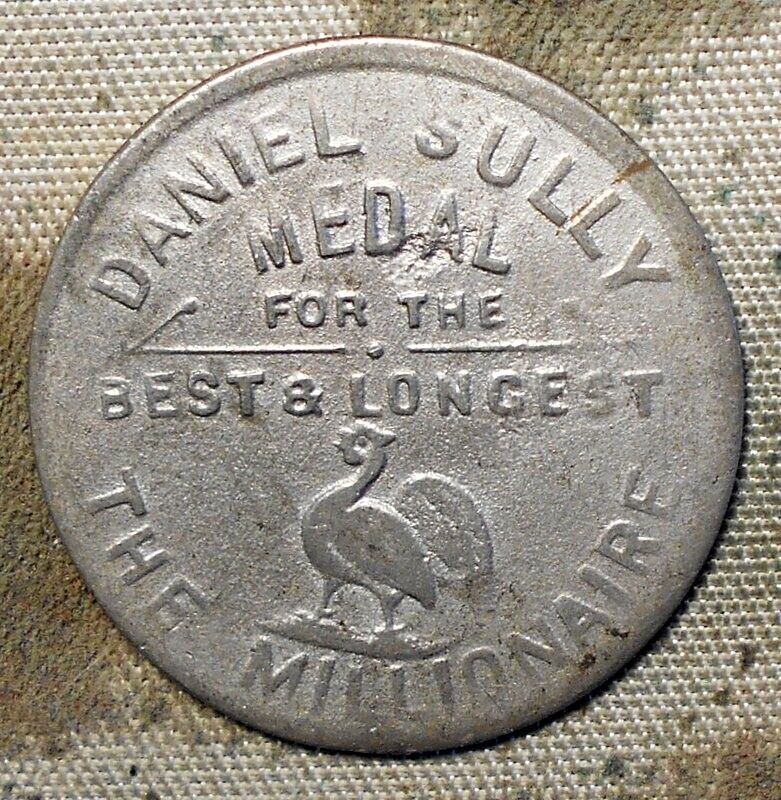 DANIEL SULLY
MEDAL
FOR THE
BEST & LONGEST
THE MILLIONAIRE